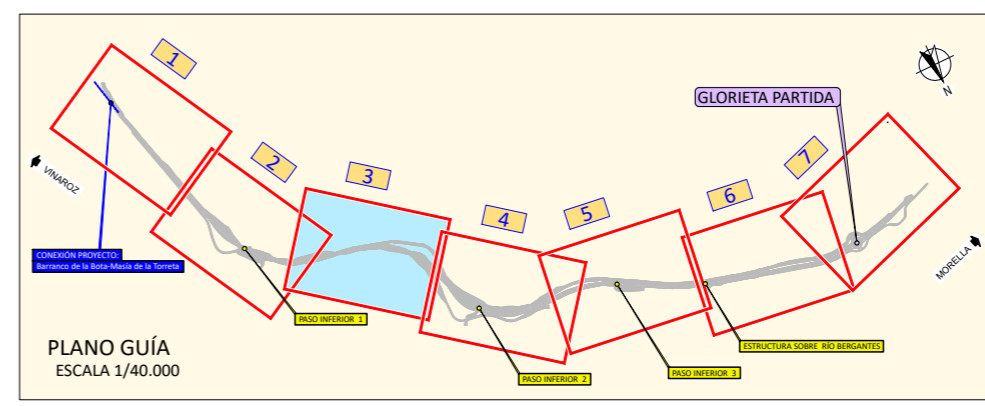 1
2
3
4
5
6
7
N
GLORIETA PARTIDA
VINAROZ
MORELLA
CONEXIÓN PROYECTO:
Barranco de la Bota-Masía de la Torreta
PASO INFERIOR 1
PASO INFERIOR 2
PASO INFERIOR 3
ESTRUCTURA SOBRE RÍO BERGANTES
PLANO GUÍA
ESCALA 1/40.000